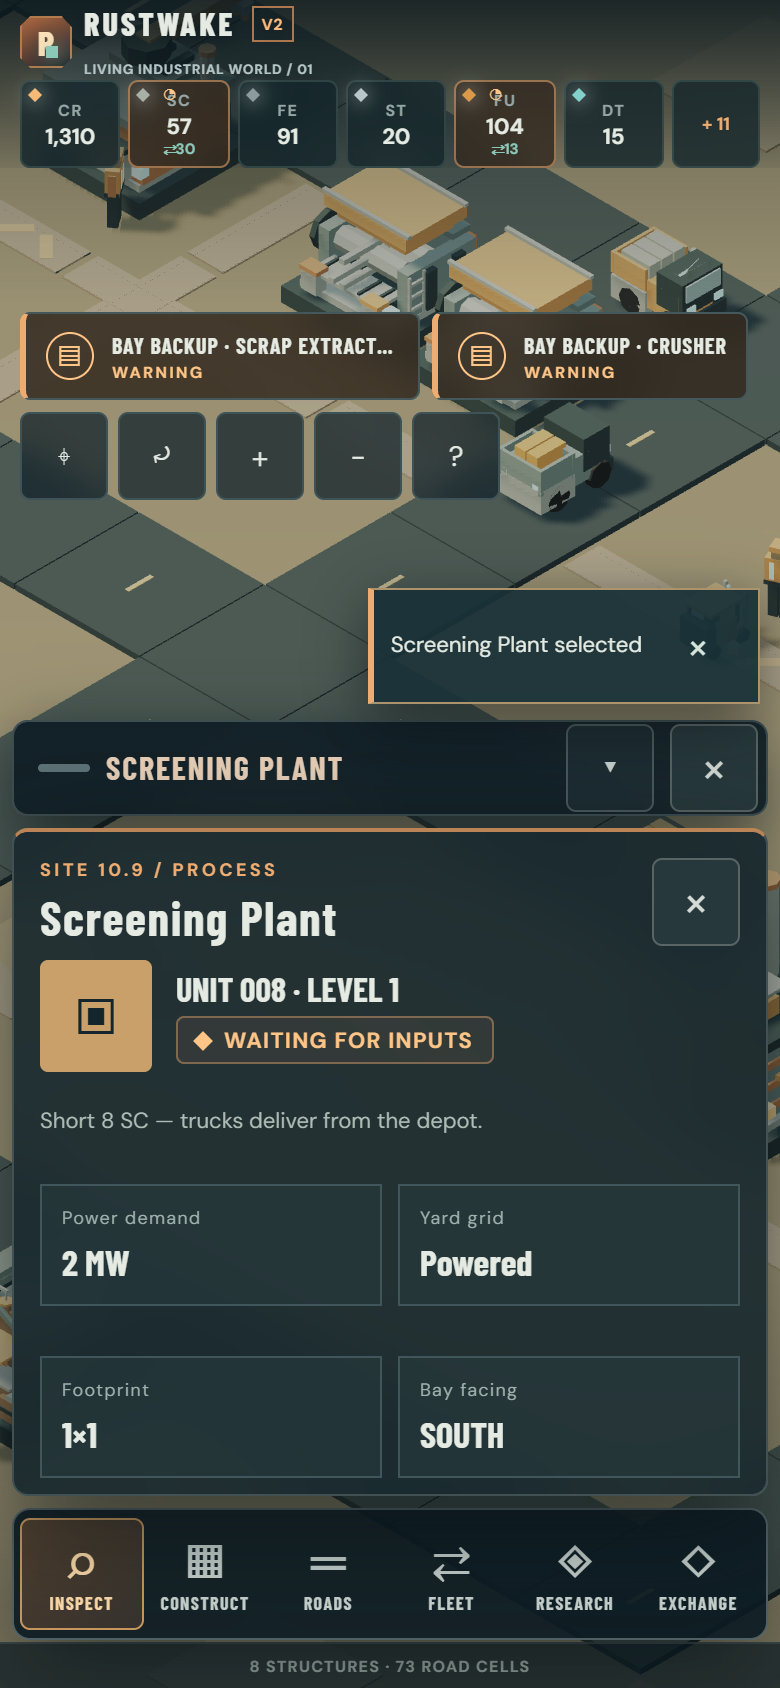 RUSTWAKE V2
LIVING INDUSTRIAL WORLD / 01
CR
1,310
SC
57
⇄30
FE
91
ST
20
FU
104
⇄13
DT
15
+ 11
BAY BACKUP · SCRAP EXTRACT...
WARNING
BAY BACKUP · CRUSHER
WARNING
+ - ?
Screening Plant selected ×
SCREENING PLANT ▼ ×
SITE 10.9 / PROCESS
Screening Plant ×
UNIT 008 · LEVEL 1
◆ WAITING FOR INPUTS
Short 8 SC — trucks deliver from the depot.
Power demand
2 MW
Yard grid
Powered
Footprint
1×1
Bay facing
SOUTH
INSPECT
CONSTRUCT
ROADS
FLEET
RESEARCH
EXCHANGE
8 STRUCTURES · 73 ROAD CELLS